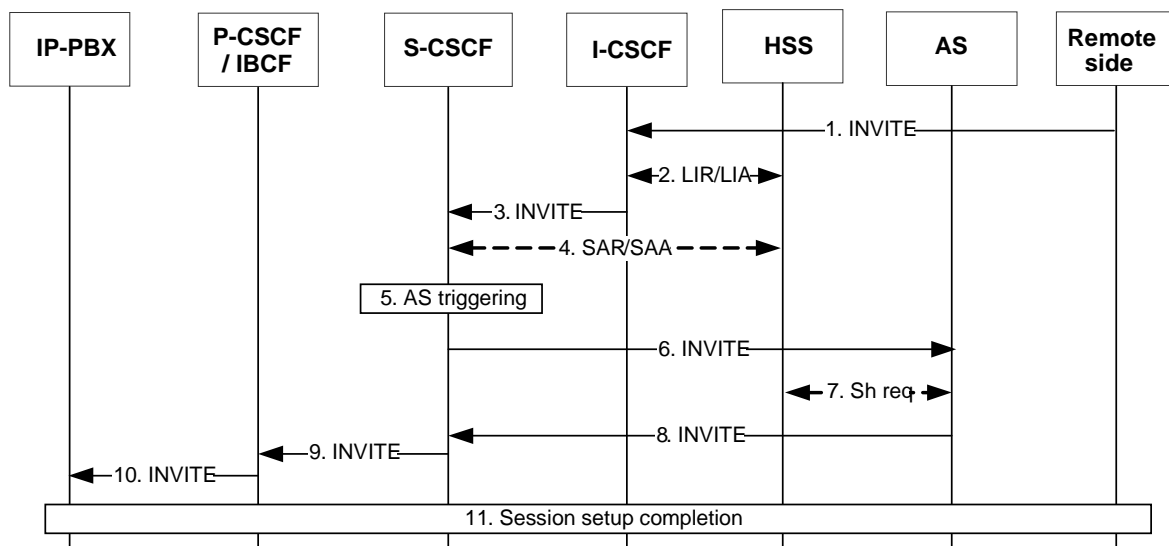 IP-PBX
P-CSCF
/ IBCF
S-CSCF
I-CSCF
HSS
AS
Remote
side
1. INVITE
2. LIR/LIA
3. INVITE
4. SAR/SAA
5. AS triggering
6. INVITE
7. Sh req
8. INVITE
9. INVITE
10. INVITE
11. Session setup completion